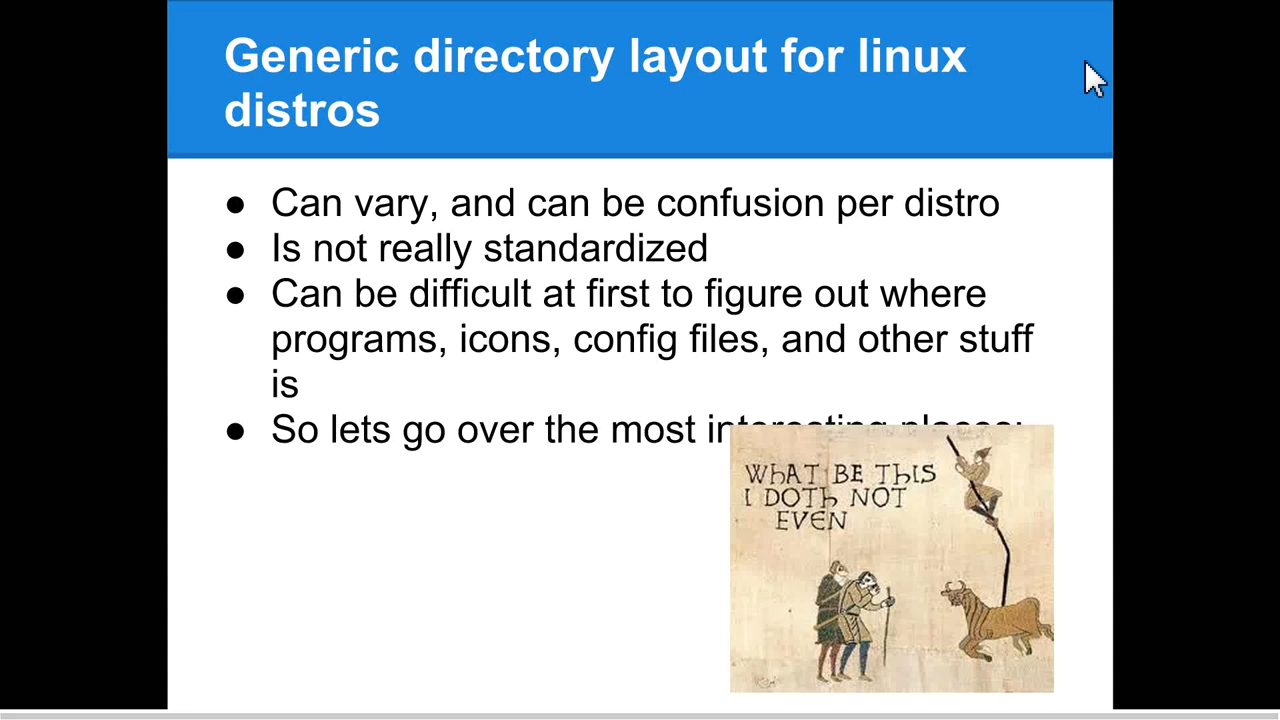 Generic directory layout for linux
distros
● Can vary, and can be confusion per distro
● Is not really standardized
● Can be difficult at first to figure out where
programs, icons, config files, and other stuff
is
● So lets go over the most interesting places:
WHAT BE THIS
I DOTH NOT
EVEN